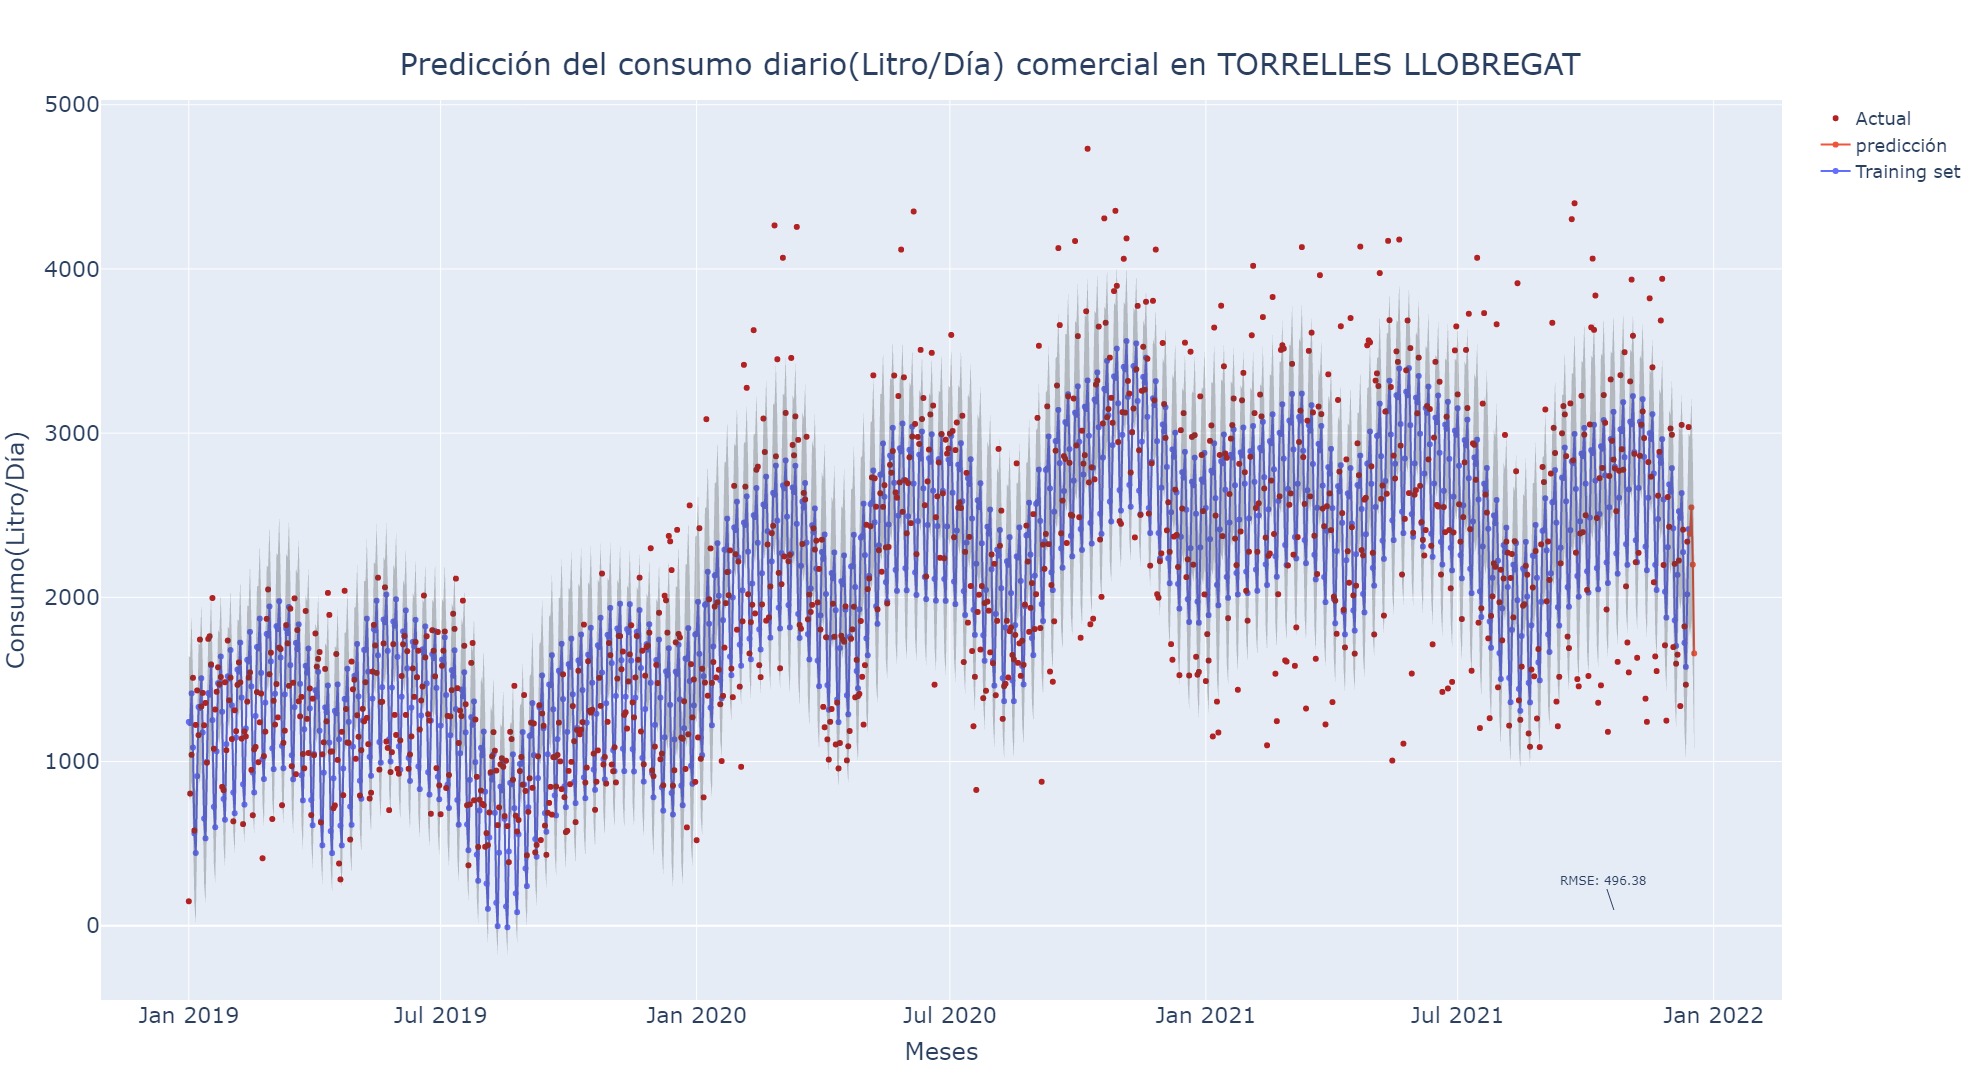 Predicción del consumo diario(Litro/Día) comercial en TORRELLES LLOBREGAT
5000
4000
3000
2000
1000
0
Consumo(Litro/Día)
Actual
predicción
Training set
RMSE: 496.38
Jan 2019
Jul 2019
Jan 2020
Jul 2020
Jan 2021
Jul 2021
Jan 2022
Meses